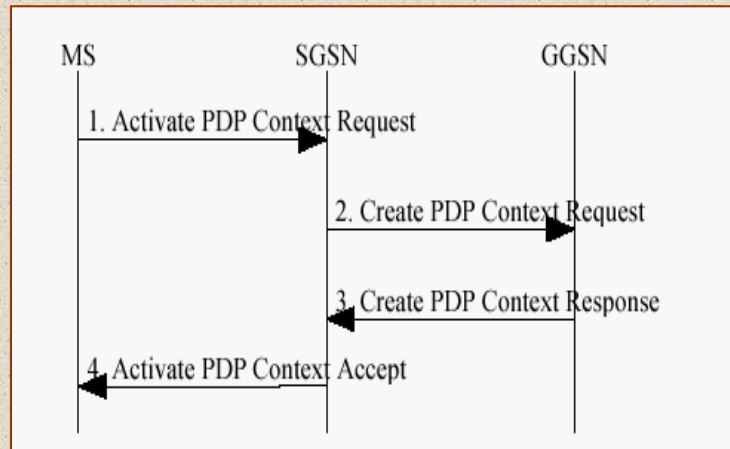 MS SGSN GGSN
1. Activate PDP Context Request
2. Create PDP Context Request
3. Create PDP Context Response
4. Activate PDP Context Accept